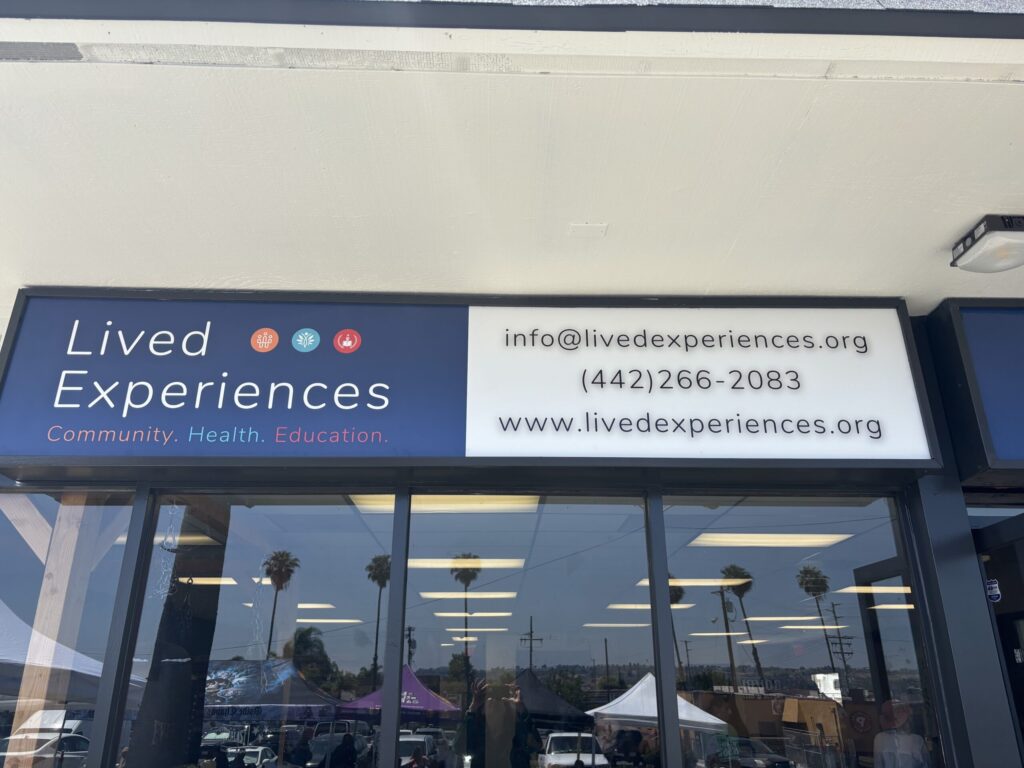 Lived
Experiences
Community. Health. Education.
info@livedexperiences.org
(442)266-2083
www.livedexperiences.org